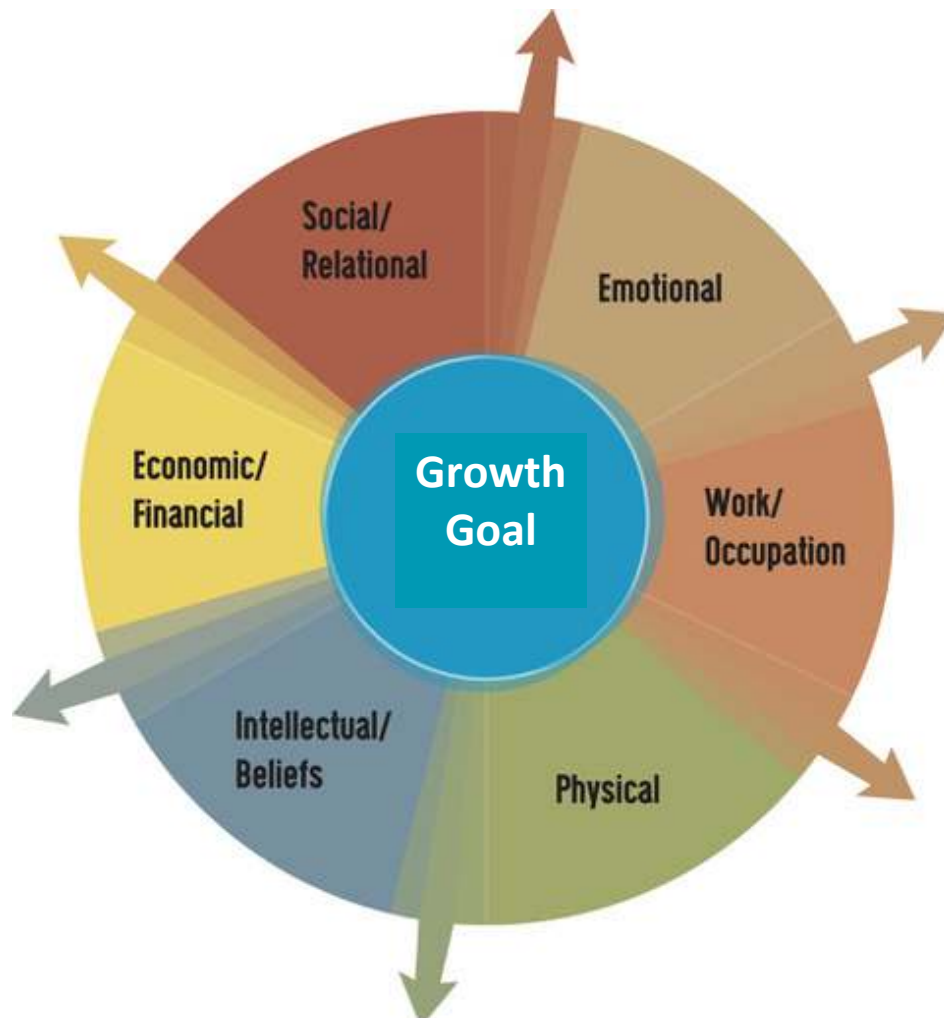 Social/
Relational
Emotional
Economic/
Financial
Growth
Goal
Work/
Occupation
Intellectual/
Beliefs
Physical